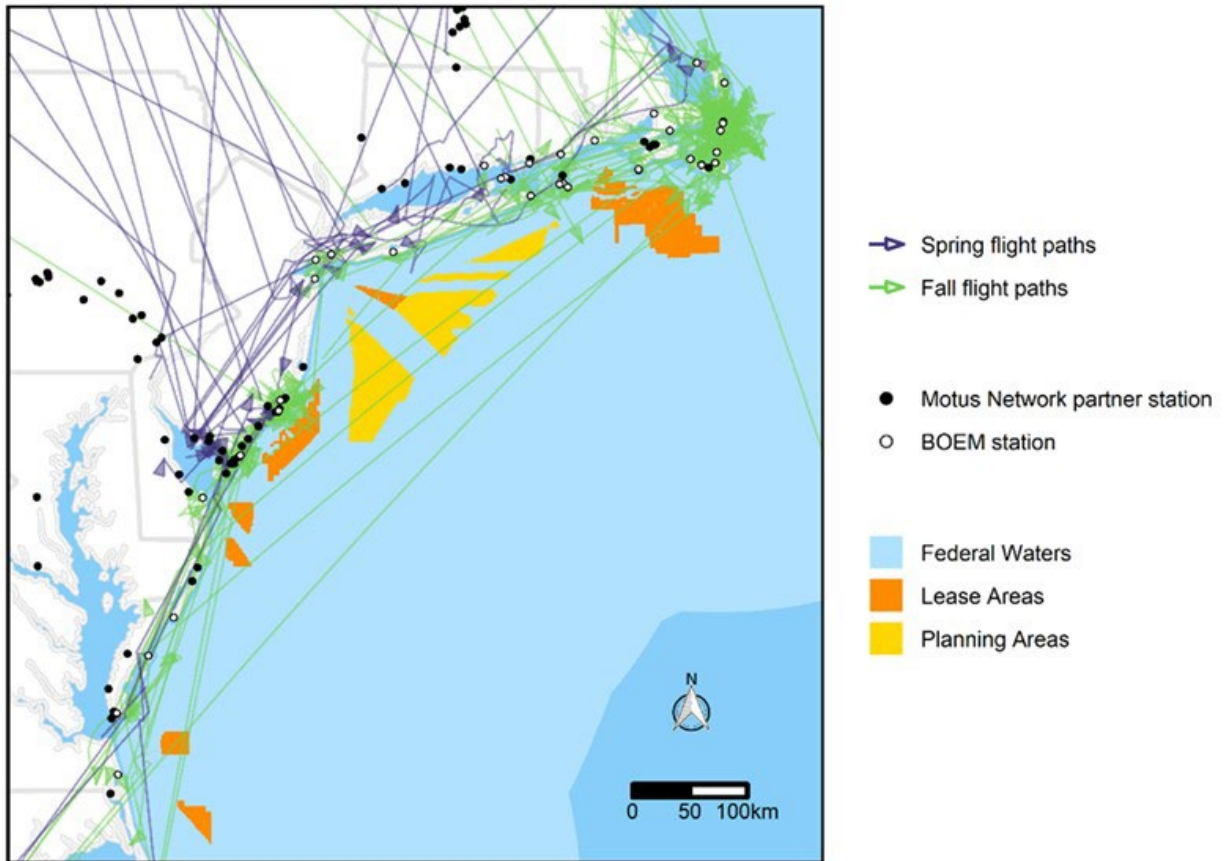 Spring flight paths
Fall flight paths
Motus Network partner station
BOEM station
Federal Waters
Lease Areas
Planning Areas
N
0 50 100km